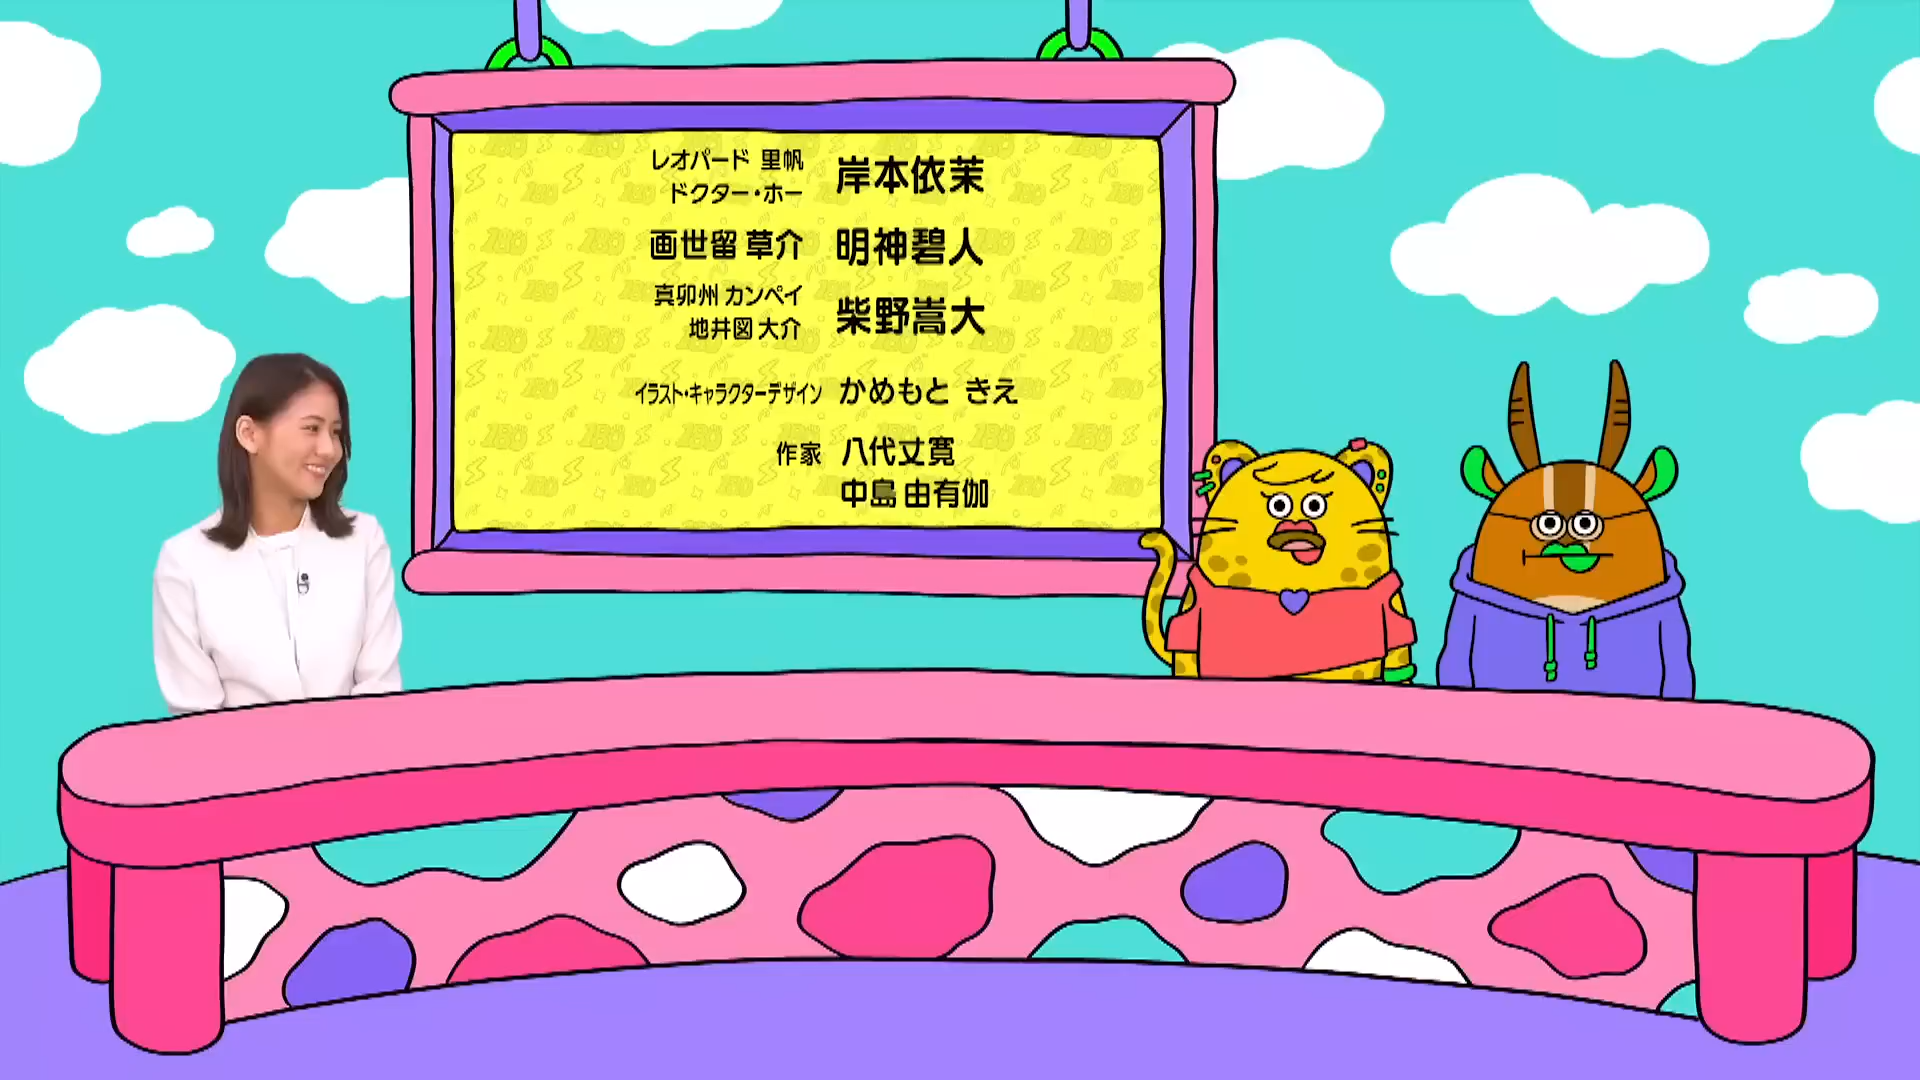 レオパード 里帆
ドクター・ホー 岸本依茉
画世留 草介 明神碧人
真卯州 カンペイ
地井図 大介 柴野嵩大
イラスト・キャラクターデザイン かめもと きえ
作家 八代丈寛
中島由有伽